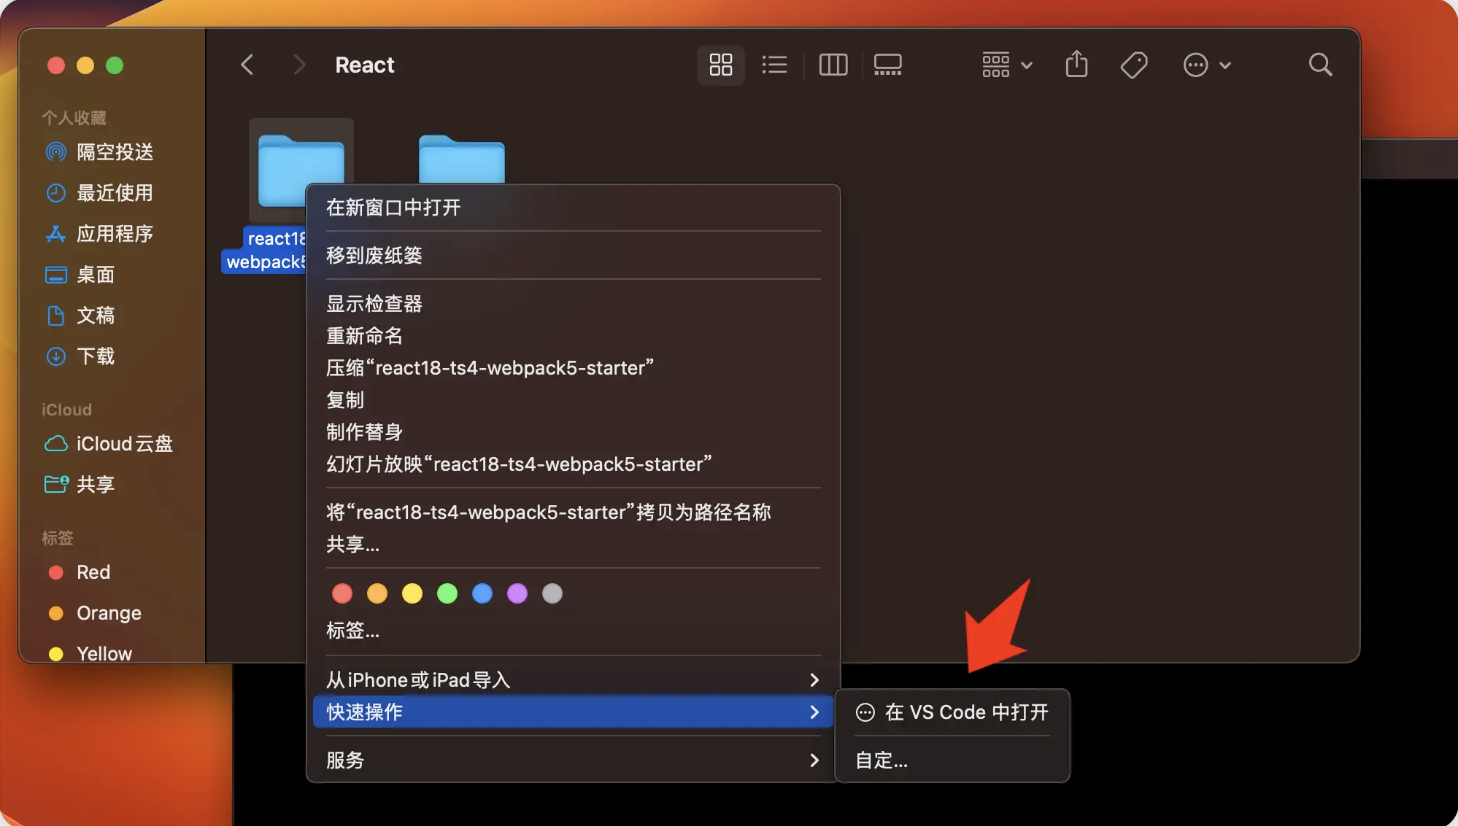 React
个人收藏
隔空投送
最近使用
应用程序
桌面
文稿
下载
iCloud
iCloud云盘
共享
标签
Red
Orange
Yellow
react18
webpack5
在新窗口中打开
移到废纸篓
显示检查器
重新命名
压缩“react18-ts4-webpack5-starter”
复制
制作替身
幻灯片放映“react18-ts4-webpack5-starter”
将“react18-ts4-webpack5-starter”拷贝为路径名称
共享...
标签...
从iPhone或iPad导入
快速操作
服务
在 VS Code 中打开
自定...